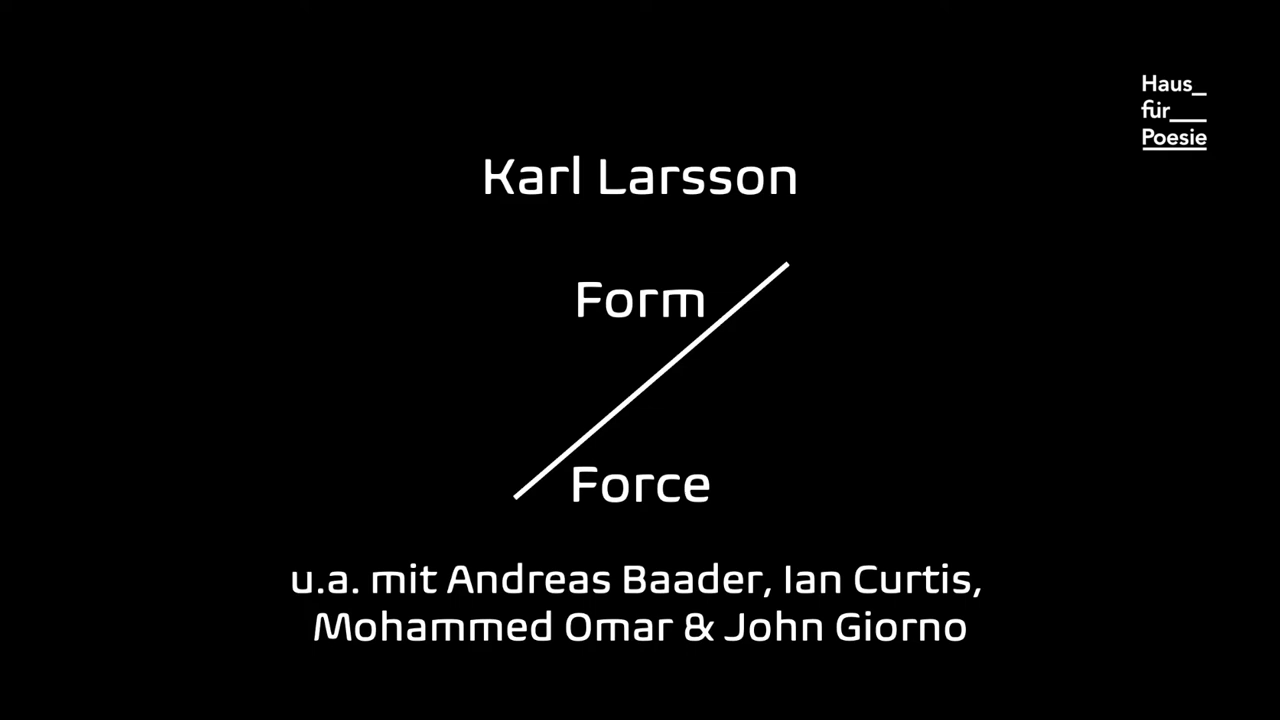 Haus_
für___
Poesie
Karl Larsson
Form
Force
u.a. mit Andreas Baader, Ian Curtis,
Mohammed Omar & John Giorno